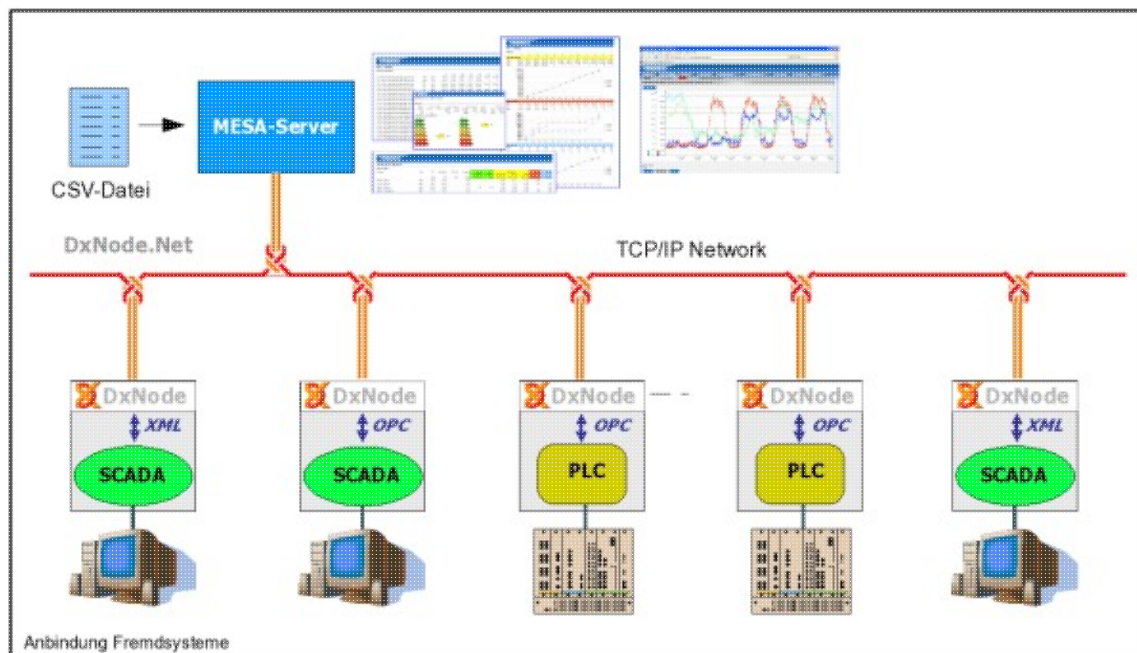 MESA-Server
CSV-Datei
DxNode.Net
TCP/IP Network
DxNode
DxNode
DxNode
DxNode
DxNode
XML
OPC
OPC
OPC
XML
SCADA
SCADA
PLC
PLC
SCADA
Anbindung Fremdsysteme